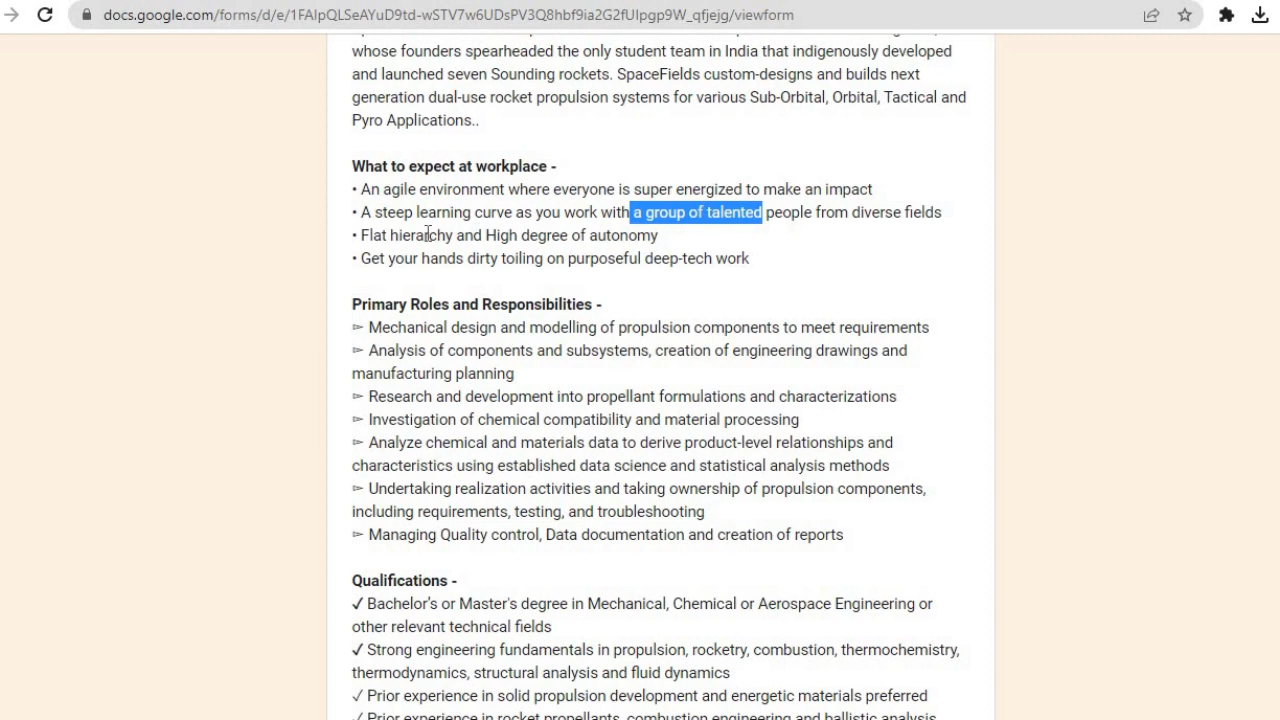 docs.google.com/forms/d/e/1FAIpQLSeAYuD9td-wSTV7w6UDsPV3Q8hbf9ia2G2fUIpgp9W_qfjejg/viewform
whose founders spearheaded the only student team in India that indigenously developed
and launched seven Sounding rockets. SpaceFields custom-designs and builds next
generation dual-use rocket propulsion systems for various Sub-Orbital, Orbital, Tactical and
Pyro Applications..
What to expect at workplace -
• An agile environment where everyone is super energized to make an impact
• A steep learning curve as you work with a group of talented people from diverse fields
• Flat hierarchy and High degree of autonomy
• Get your hands dirty toiling on purposeful deep-tech work
Primary Roles and Responsibilities -
▻ Mechanical design and modelling of propulsion components to meet requirements
▻ Analysis of components and subsystems, creation of engineering drawings and
manufacturing planning
▻ Research and development into propellant formulations and characterizations
▻ Investigation of chemical compatibility and material processing
▻ Analyze chemical and materials data to derive product-level relationships and
characteristics using established data science and statistical analysis methods
▻ Undertaking realization activities and taking ownership of propulsion components,
including requirements, testing, and troubleshooting
▻ Managing Quality control, Data documentation and creation of reports
Qualifications -
✓ Bachelor's or Master's degree in Mechanical, Chemical or Aerospace Engineering or
other relevant technical fields
✓ Strong engineering fundamentals in propulsion, rocketry, combustion, thermochemistry,
thermodynamics, structural analysis and fluid dynamics
✓ Prior experience in solid propulsion development and energetic materials preferred
✓ Prior experience in rocket propellants, combustion engineering and ballistic analysis